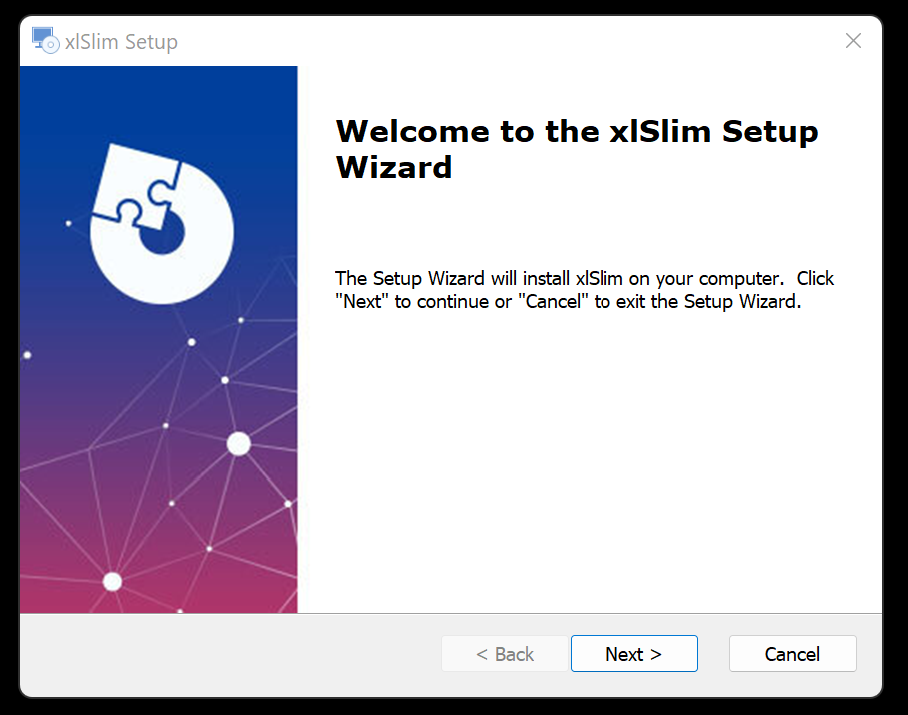 xlSlim Setup
Welcome to the xlSlim Setup
Wizard
The Setup Wizard will install xlSlim on your computer.  Click
"Next" to continue or "Cancel" to exit the Setup Wizard.
< Back
Next >
Cancel